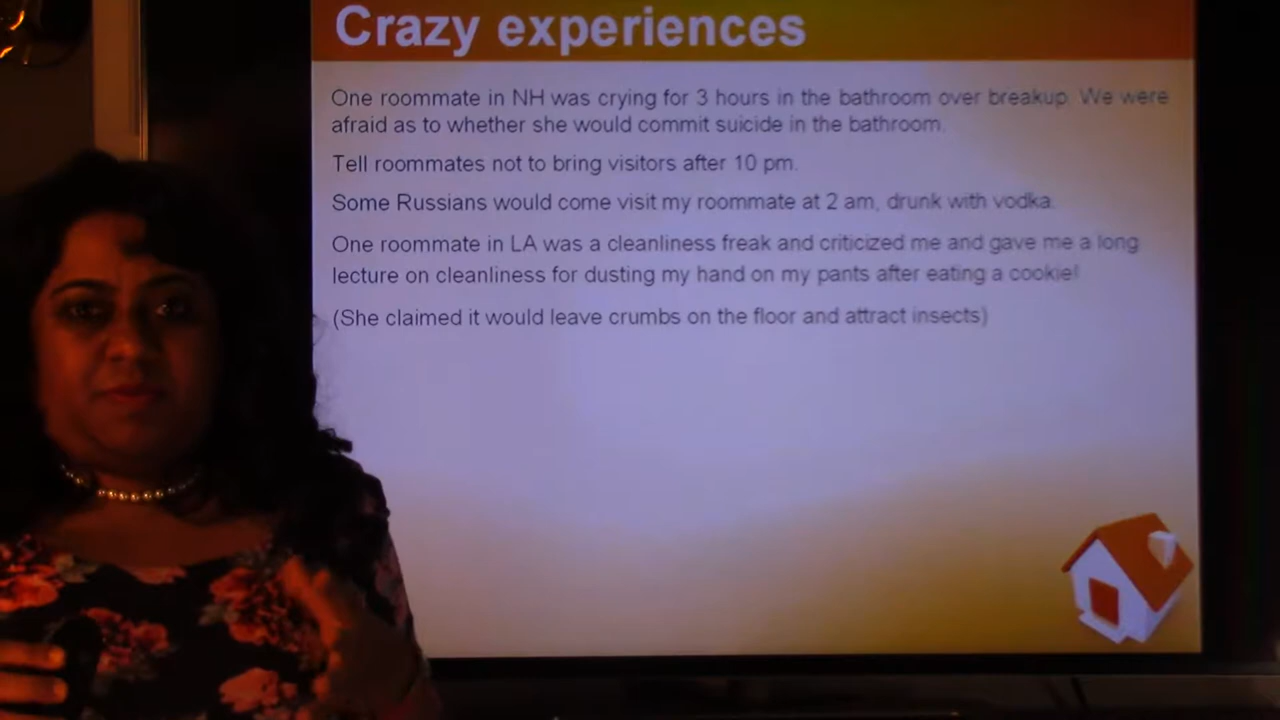 Crazy experiences
One roommate in NH was crying for 3 hours in the bathroom over breakup. We were
afraid as to whether she would commit suicide in the bathroom.
Tell roommates not to bring visitors after 10 pm.
Some Russians would come visit my roommate at 2 am, drunk with vodka.
One roommate in LA was a cleanliness freak and criticized me and gave me a long
lecture on cleanliness for dusting my hand on my pants after eating a cookie!
(She claimed it would leave crumbs on the floor and attract insects)